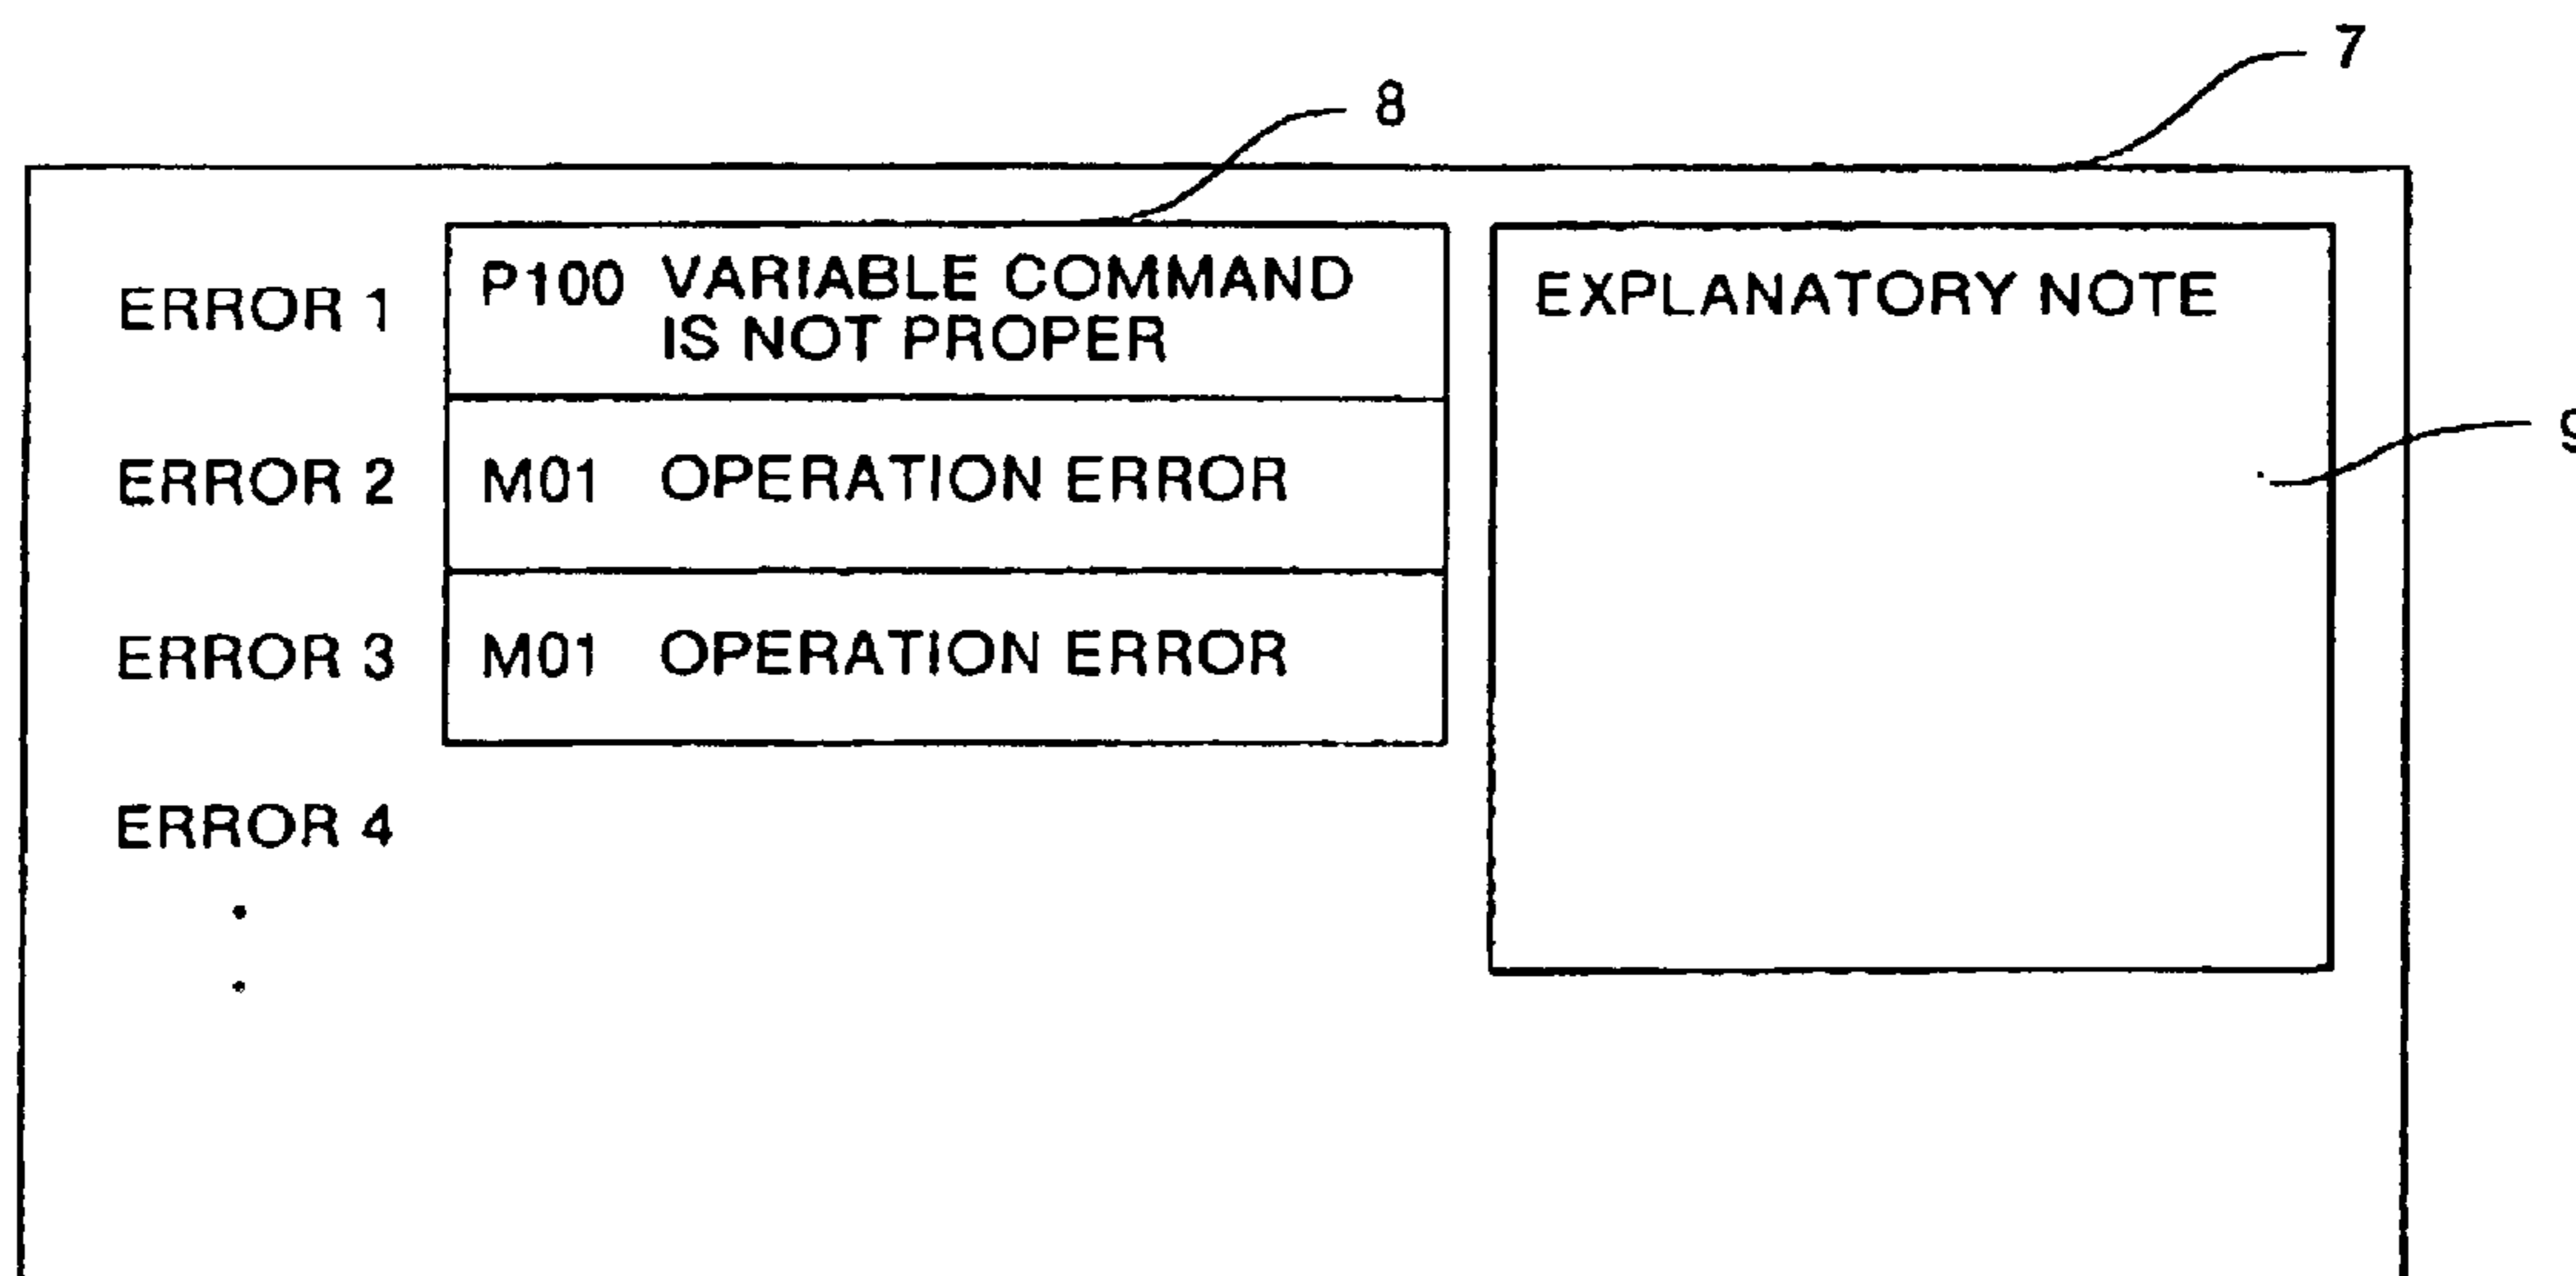 7
8
ERROR 1
P100 VARIABLE COMMAND
IS NOT PROPER
EXPLANATORY NOTE
9
ERROR 2
M01 OPERATION ERROR
ERROR 3
M01 OPERATION ERROR
ERROR 4